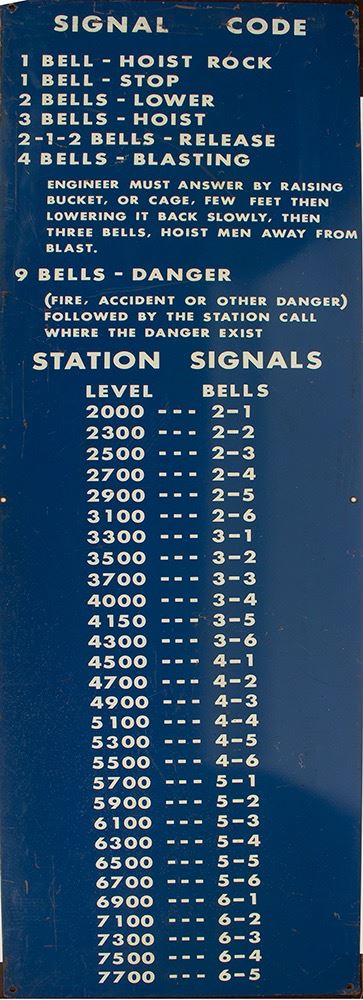 SIGNAL CODE
1 BELL - HOIST ROCK
1 BELL - STOP
2 BELLS - LOWER
3 BELLS - HOIST
2-1-2 BELLS - RELEASE
4 BELLS - BLASTING
ENGINEER MUST ANSWER BY RAISING
BUCKET, OR CAGE, FEW FEET THEN
LOWERING IT BACK SLOWLY, THEN
THREE BELLS, HOIST MEN AWAY FROM
BLAST.
9 BELLS - DANGER
(FIRE, ACCIDENT OR OTHER DANGER)
FOLLOWED BY THE STATION CALL
WHERE THE DANGER EXIST
STATION SIGNALS
LEVEL BELLS
2000 --- 2-1
2300 --- 2-2
2500 --- 2-3
2700 --- 2-4
2900 --- 2-5
3100 --- 2-6
3300 --- 3-1
3500 --- 3-2
3700 --- 3-3
4000 --- 3-4
4150 --- 3-5
4300 --- 3-6
4500 --- 4-1
4700 --- 4-2
4900 --- 4-3
5100 --- 4-4
5300 --- 4-5
5500 --- 4-6
5700 --- 5-1
5900 --- 5-2
6100 --- 5-3
6300 --- 5-4
6500 --- 5-5
6700 --- 5-6
6900 --- 6-1
7100 --- 6-2
7300 --- 6-3
7500 --- 6-4
7700 --- 6-5